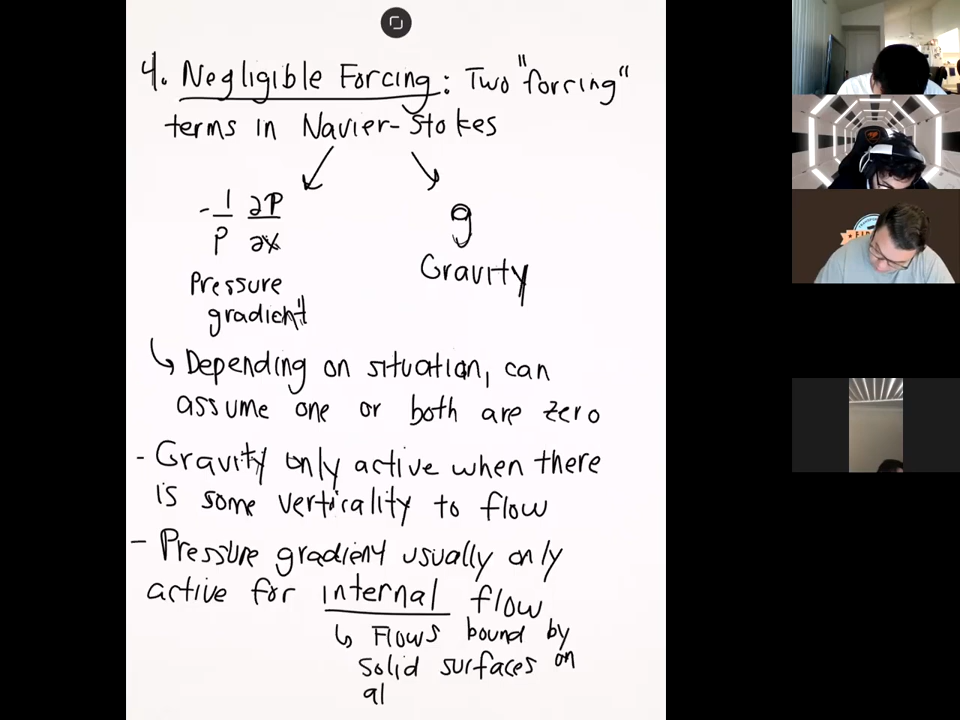 4. Negligible Forcing: Two "forcing"
terms in Navier-Stokes
-1/ρ ∂P/∂x
g
Gravity
Pressure
gradient
↳ Depending on situation, can
assume one or both are zero
- Gravity only active when there
is some verticality to flow
- Pressure gradient usually only
active for internal flow
↳ Flows bound by
solid surfaces on
al